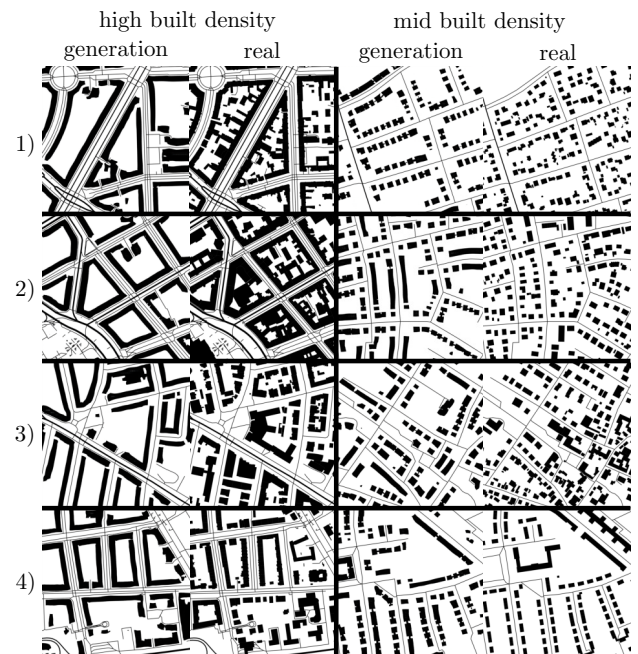 high built density mid built density
generation real generation real
1)
2)
3)
4)